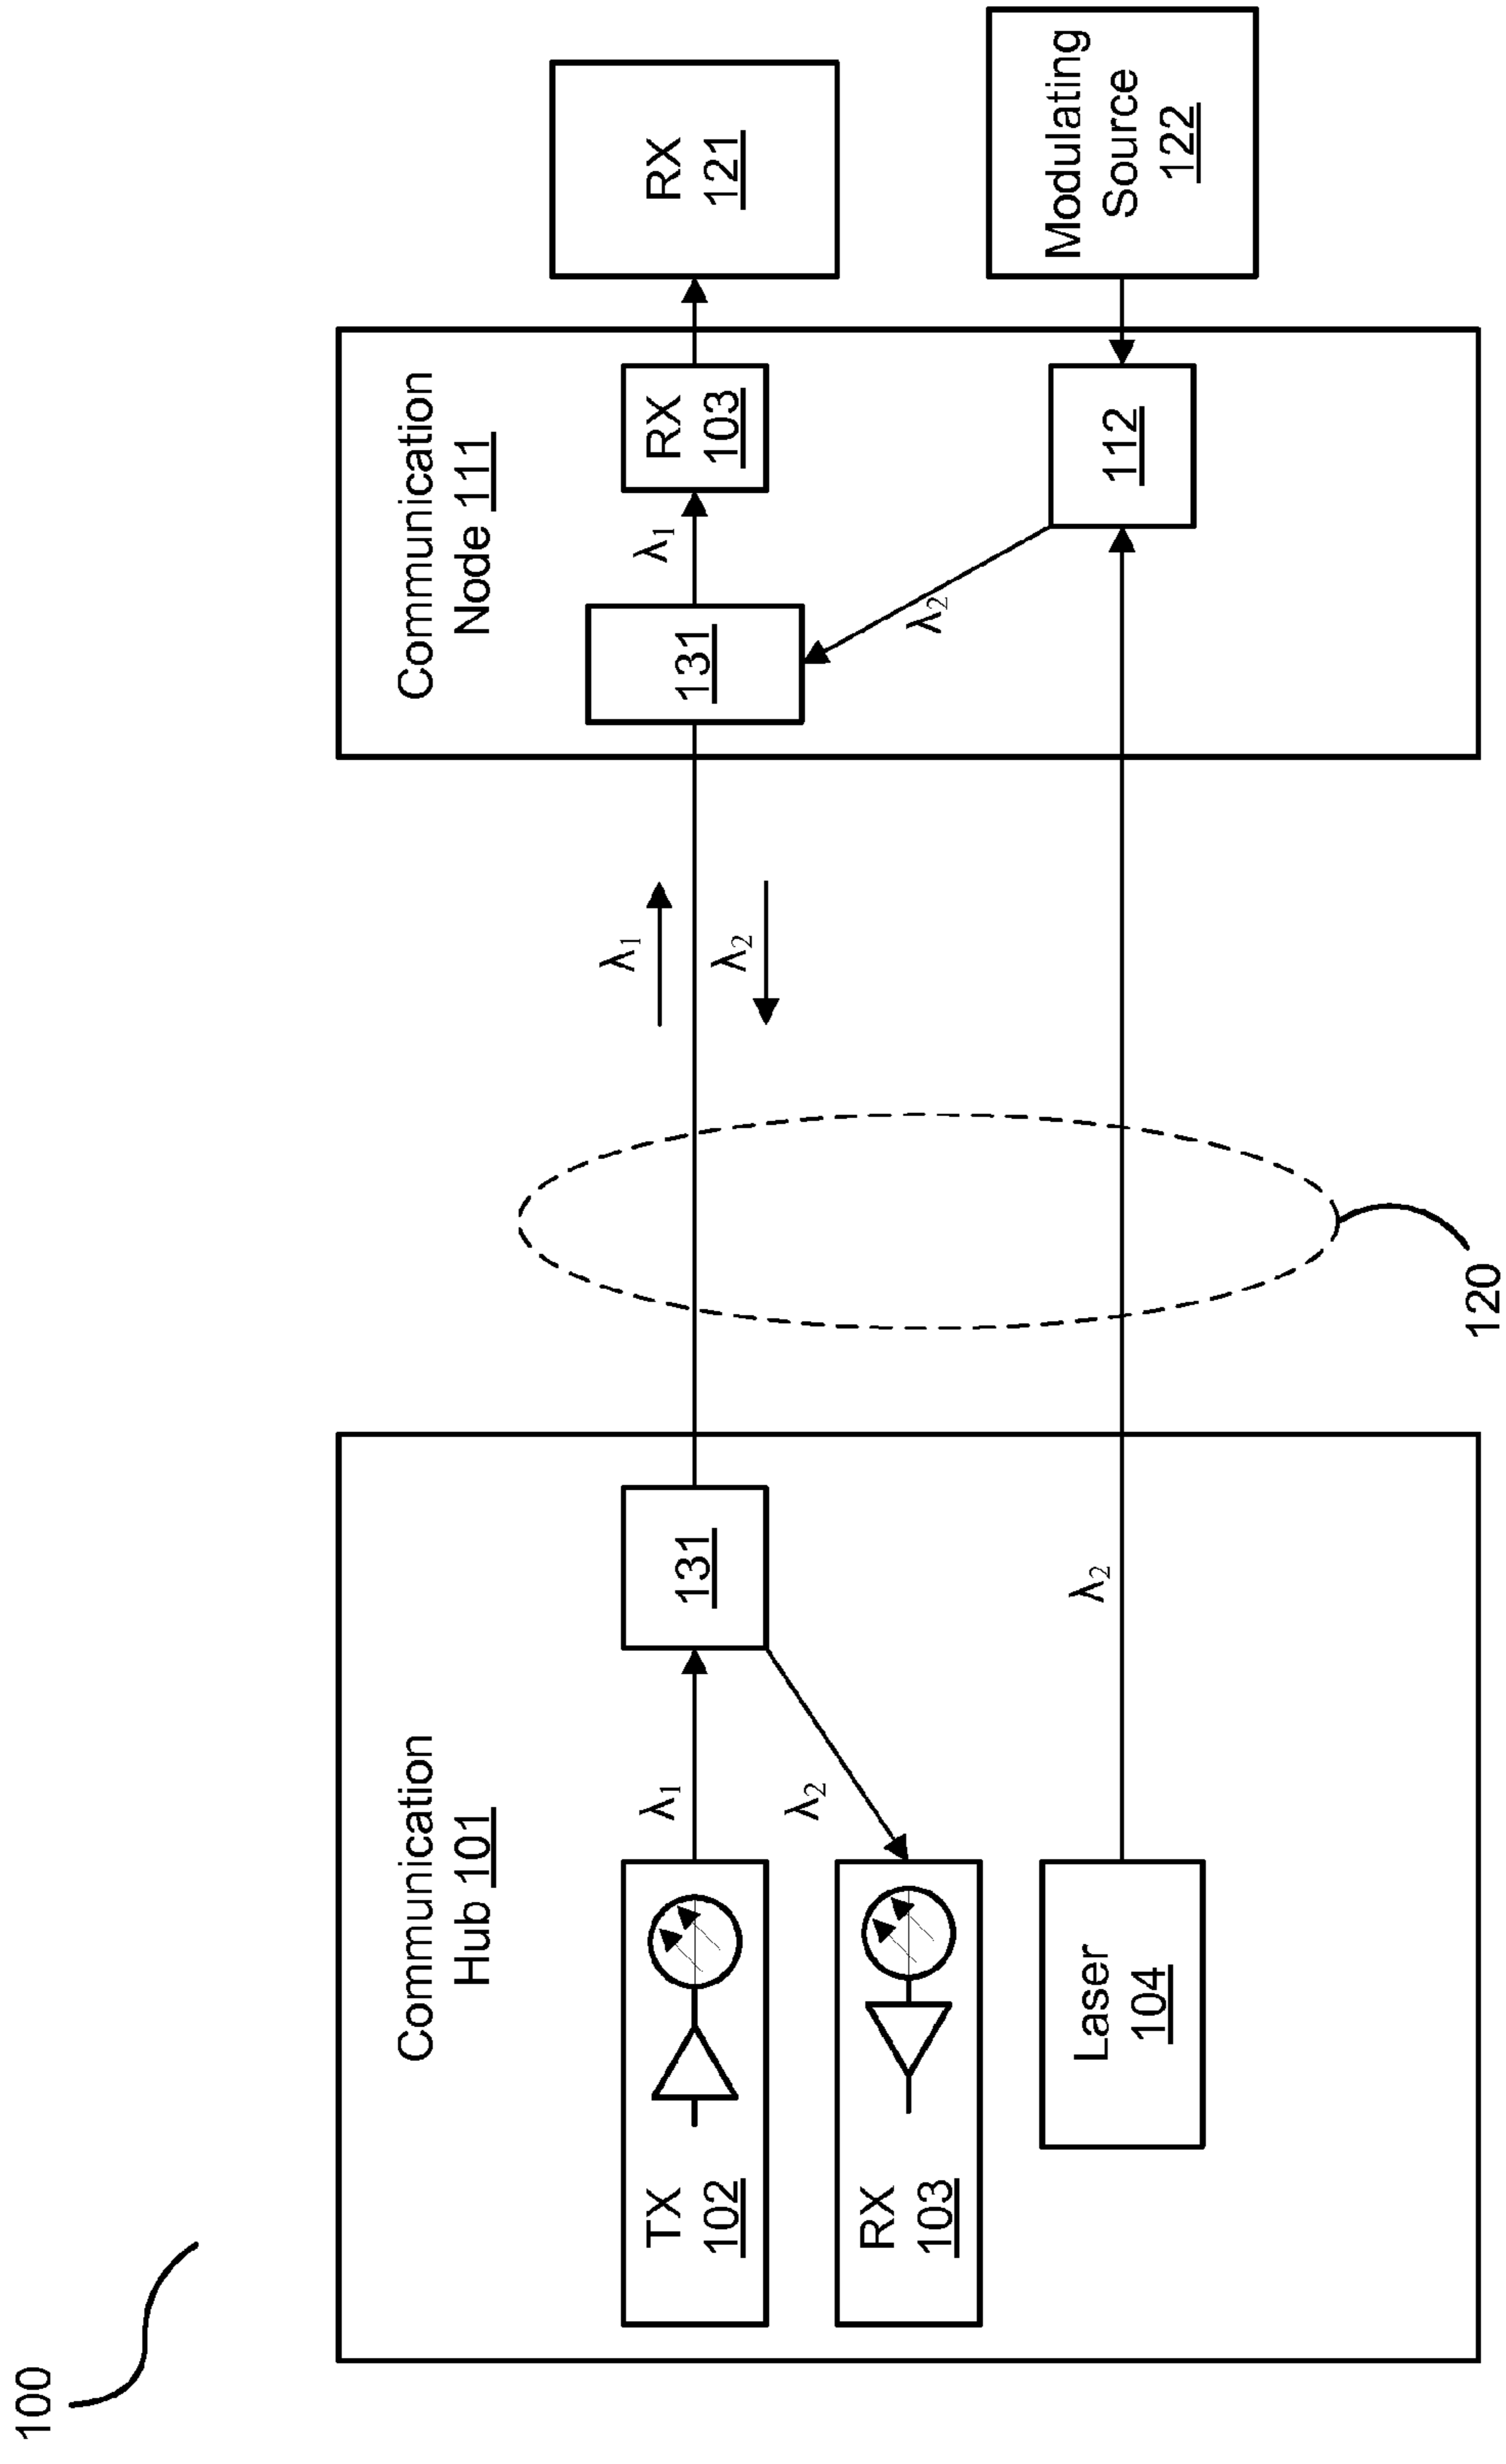 100
Communication
Hub 101
TX
102
λ1
131
RX
103
λ2
Laser
104
λ2
120
λ1
λ2
Communication
Node 111
131
λ1
RX
103
λ2
112
RX
121
Modulating
Source
122